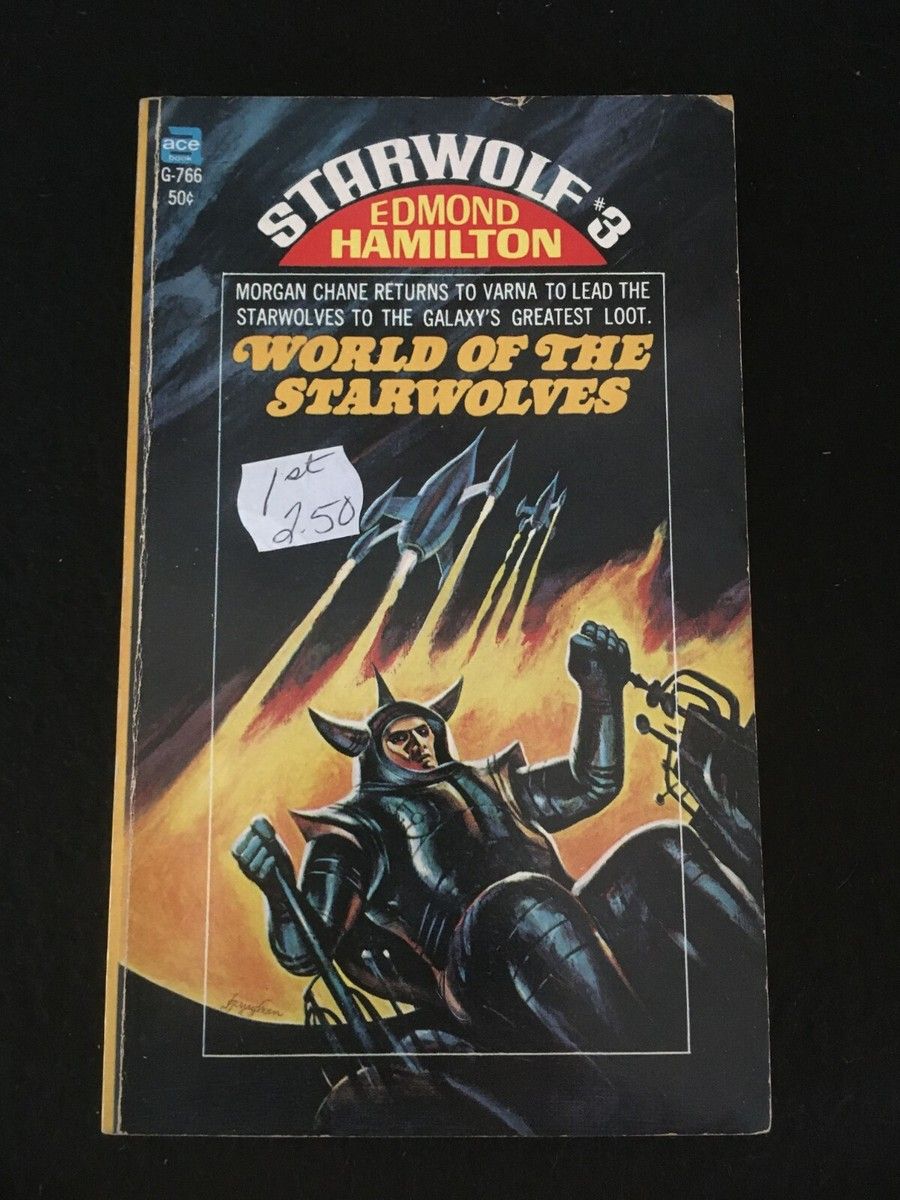 ace
book
G-766
50¢
STARWOLF #3
EDMOND
HAMILTON
MORGAN CHANE RETURNS TO VARNA TO LEAD THE
STARWOLVES TO THE GALAXY'S GREATEST LOOT.
WORLD OF THE
STARWOLVES
1st
2.50